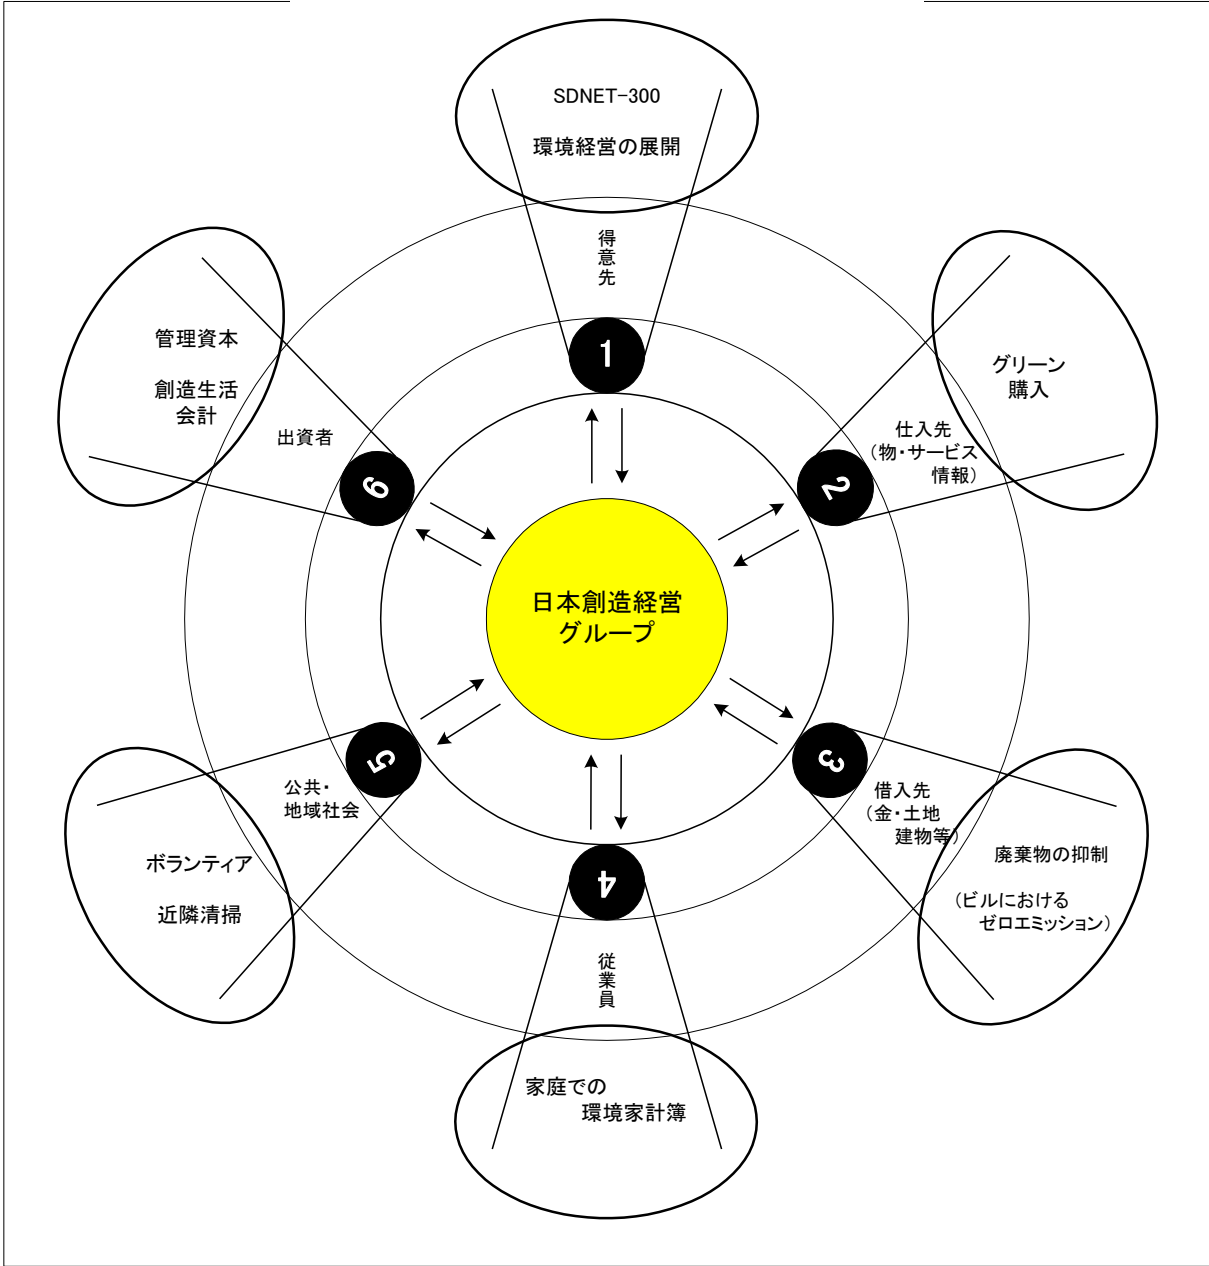 SDNET-300
環境経営の展開
得意先
1
グリーン
購入
仕入先
(物・サービス
情報)
2
日本創造経営
グループ
3
借入先
(金・土地
建物等)
廃棄物の抑制
(ビルにおける
ゼロエミッション)
4
従業員
家庭での
環境家計簿
5
公共・
地域社会
ボランティア
近隣清掃
6
出資者
管理資本
創造生活
会計